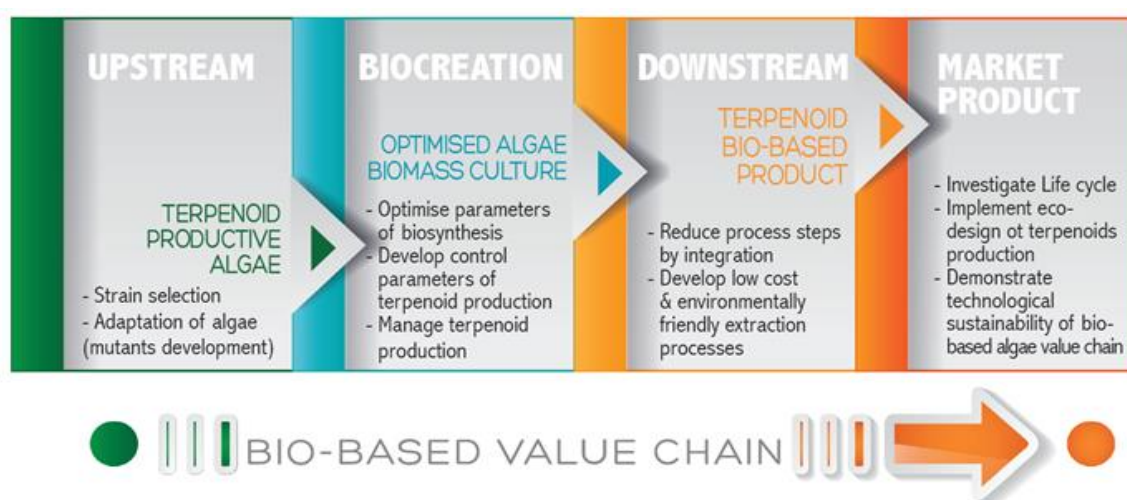 UPSTREAM
TERPENOID
PRODUCTIVE
ALGAE
- Strain selection
- Adaptation of algae
(mutants development)
BIOCREATION
OPTIMISED ALGAE
BIOMASS CULTURE
- Optimise parameters
of biosynthesis
- Develop control
parameters of
terpenoid production
- Manage terpenoid
production
DOWNSTREAM
TERPENOID
BIO-BASED
PRODUCT
- Reduce process steps
by integration
- Develop low cost
& environmentally
friendly extraction
processes
MARKET
PRODUCT
- Investigate Life cycle
- Implement eco-
design ot terpenoids
production
- Demonstrate
technological
sustainability of bio-
based algae value chain
BIO-BASED VALUE CHAIN